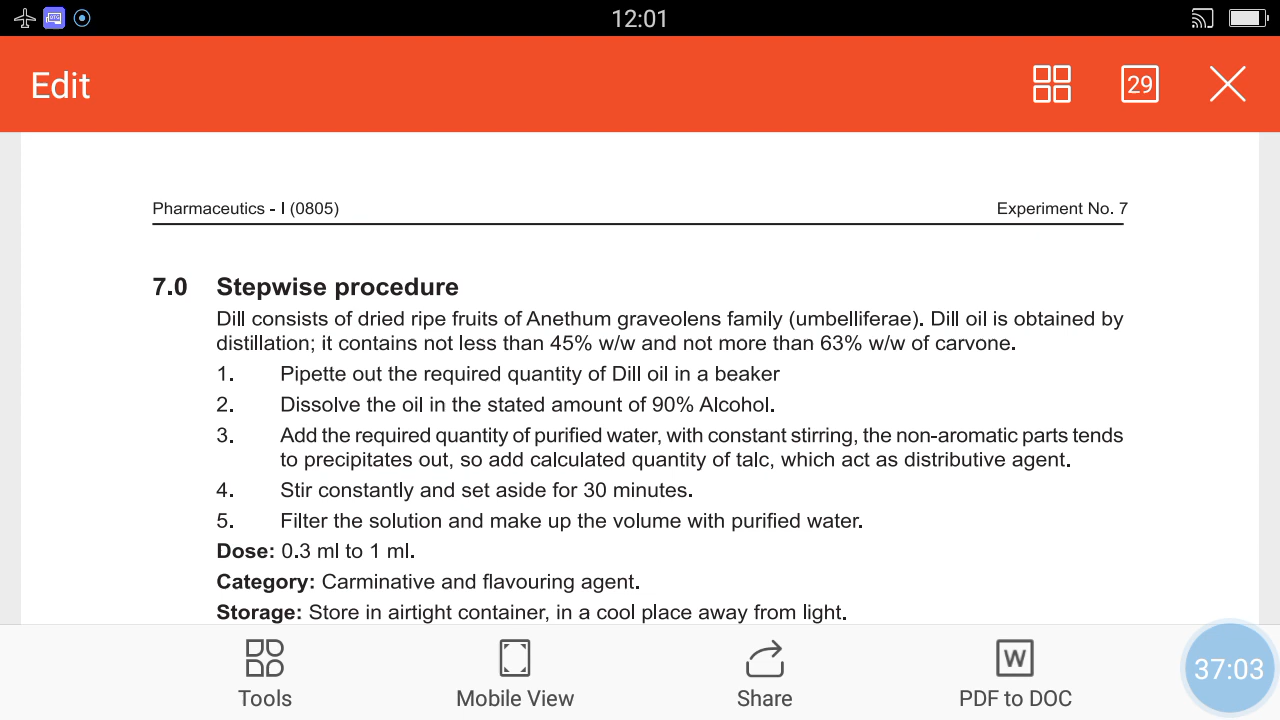 12:01
Edit
29
Pharmaceutics - I (0805) Experiment No. 7
7.0 Stepwise procedure
Dill consists of dried ripe fruits of Anethum graveolens family (umbelliferae). Dill oil is obtained by
distillation; it contains not less than 45% w/w and not more than 63% w/w of carvone.
1. Pipette out the required quantity of Dill oil in a beaker
2. Dissolve the oil in the stated amount of 90% Alcohol.
3. Add the required quantity of purified water, with constant stirring, the non-aromatic parts tends
to precipitates out, so add calculated quantity of talc, which act as distributive agent.
4. Stir constantly and set aside for 30 minutes.
5. Filter the solution and make up the volume with purified water.
Dose: 0.3 ml to 1 ml.
Category: Carminative and flavouring agent.
Storage: Store in airtight container, in a cool place away from light.
W
37:03
Tools Mobile View Share PDF to DOC